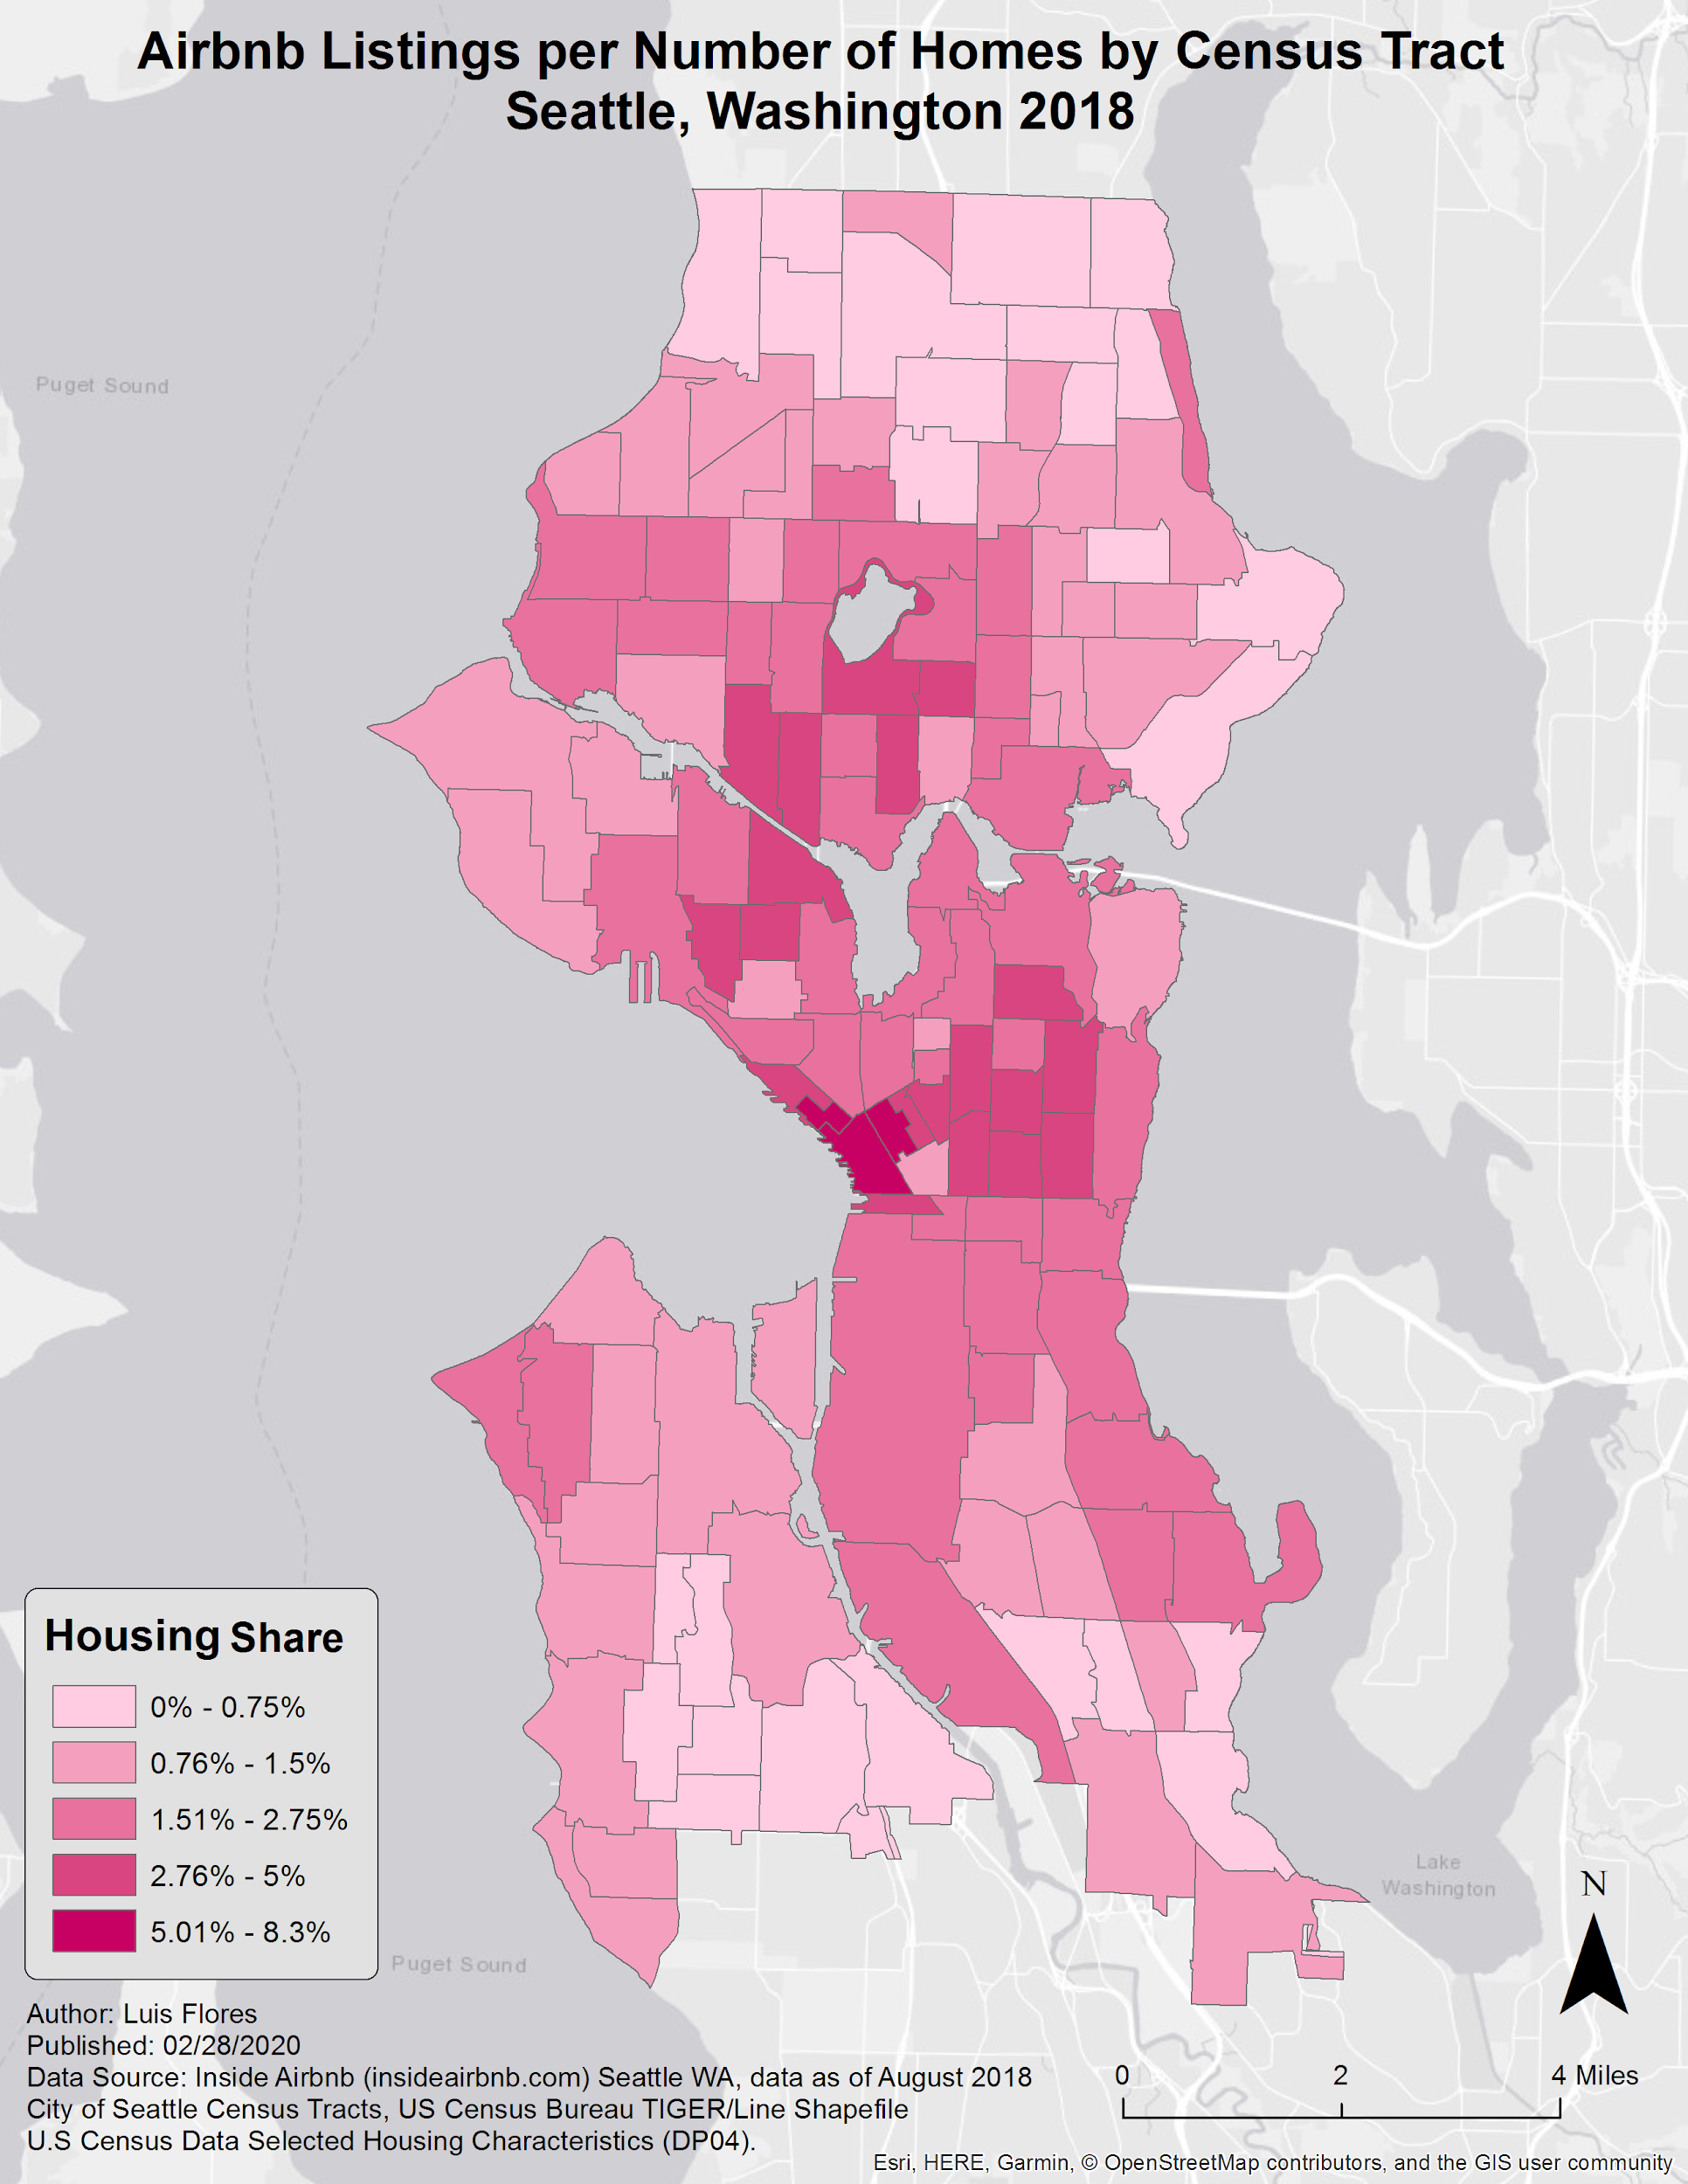 Airbnb Listings per Number of Homes by Census Tract
Seattle, Washington 2018
Puget Sound
Housing Share
0% - 0.75%
0.76% - 1.5%
1.51% - 2.75%
2.76% - 5%
5.01% - 8.3%
Puget Sound
Lake
Washington
N
Author: Luis Flores
Published: 02/28/2020
Data Source: Inside Airbnb (insideairbnb.com) Seattle WA, data as of August 2018
City of Seattle Census Tracts, US Census Bureau TIGER/Line Shapefile
U.S Census Data Selected Housing Characteristics (DP04).
0 2 4 Miles
Esri, HERE, Garmin, © OpenStreetMap contributors, and the GIS user community